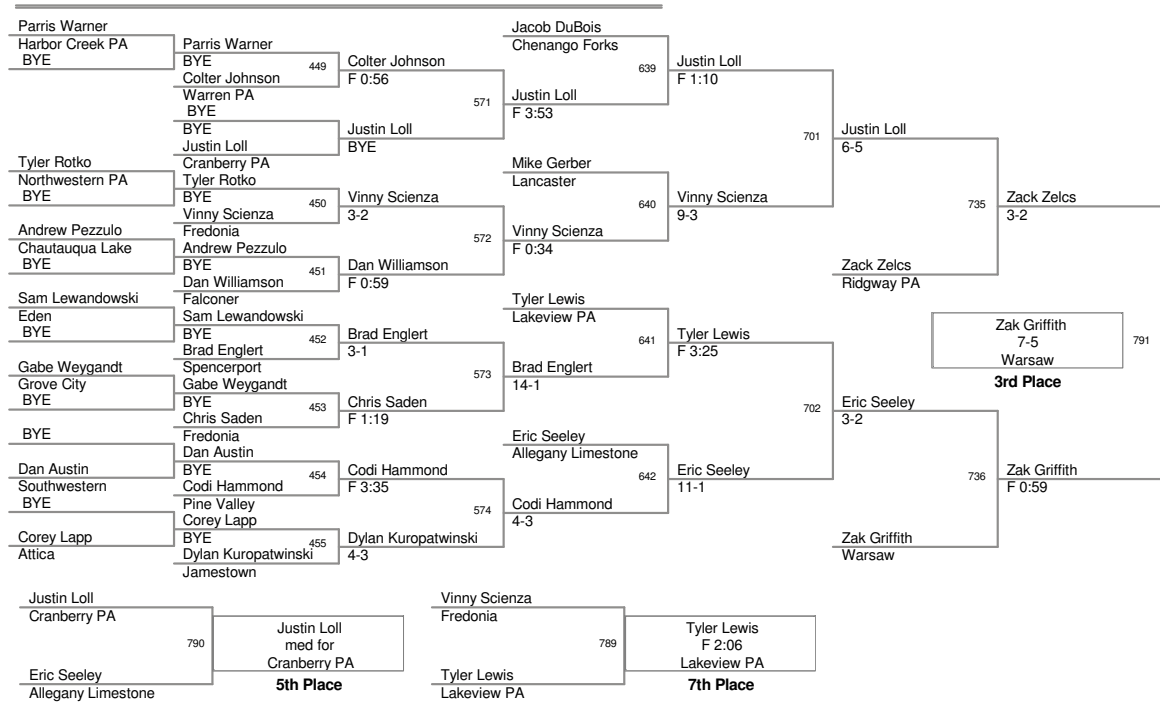 Parris Warner
Harbor Creek PA
BYE
Tyler Rotko
Northwestern PA
BYE
Andrew Pezzulo
Chautauqua Lake
BYE
Sam Lewandowski
Eden
BYE
Gabe Weygandt
Grove City
BYE
BYE
Dan Austin
Southwestern
BYE
Corey Lapp
Attica
Parris Warner
BYE
449
Colter Johnson
Warren PA
BYE
BYE
Justin Loll
Cranberry PA
Tyler Rotko
BYE
450
Vinny Scienza
Fredonia
Andrew Pezzulo
BYE
451
Dan Williamson
Falconer
Sam Lewandowski
BYE
452
Brad Englert
Spencerport
Gabe Weygandt
BYE
453
Chris Saden
Fredonia
Dan Austin
BYE
454
Codi Hammond
Pine Valley
Corey Lapp
BYE
455
Dylan Kuropatwinski
Jamestown
Colter Johnson
F 0:56
571
Justin Loll
BYE
Vinny Scienza
3-2
572
Dan Williamson
F 0:59
Brad Englert
3-1
573
Chris Saden
F 1:19
Codi Hammond
F 3:35
574
Dylan Kuropatwinski
4-3
Jacob DuBois
Chenango Forks
639
Justin Loll
F 3:53
Mike Gerber
Lancaster
640
Vinny Scienza
F 0:34
Tyler Lewis
Lakeview PA
641
Brad Englert
14-1
Eric Seeley
Allegany Limestone
642
Codi Hammond
4-3
Justin Loll
F 1:10
701
Vinny Scienza
9-3
Tyler Lewis
F 3:25
702
Eric Seeley
11-1
Justin Loll
6-5
735
Zack Zelcs
Ridgway PA
Eric Seeley
3-2
736
Zak Griffith
Warsaw
Zack Zelcs
3-2
Zak Griffith
7-5
Warsaw
791
3rd Place
Zak Griffith
F 0:59
Justin Loll
Cranberry PA
790
Eric Seeley
Allegany Limestone
Justin Loll
med for
Cranberry PA
5th Place
Vinny Scienza
Fredonia
789
Tyler Lewis
Lakeview PA
Tyler Lewis
F 2:06
Lakeview PA
7th Place